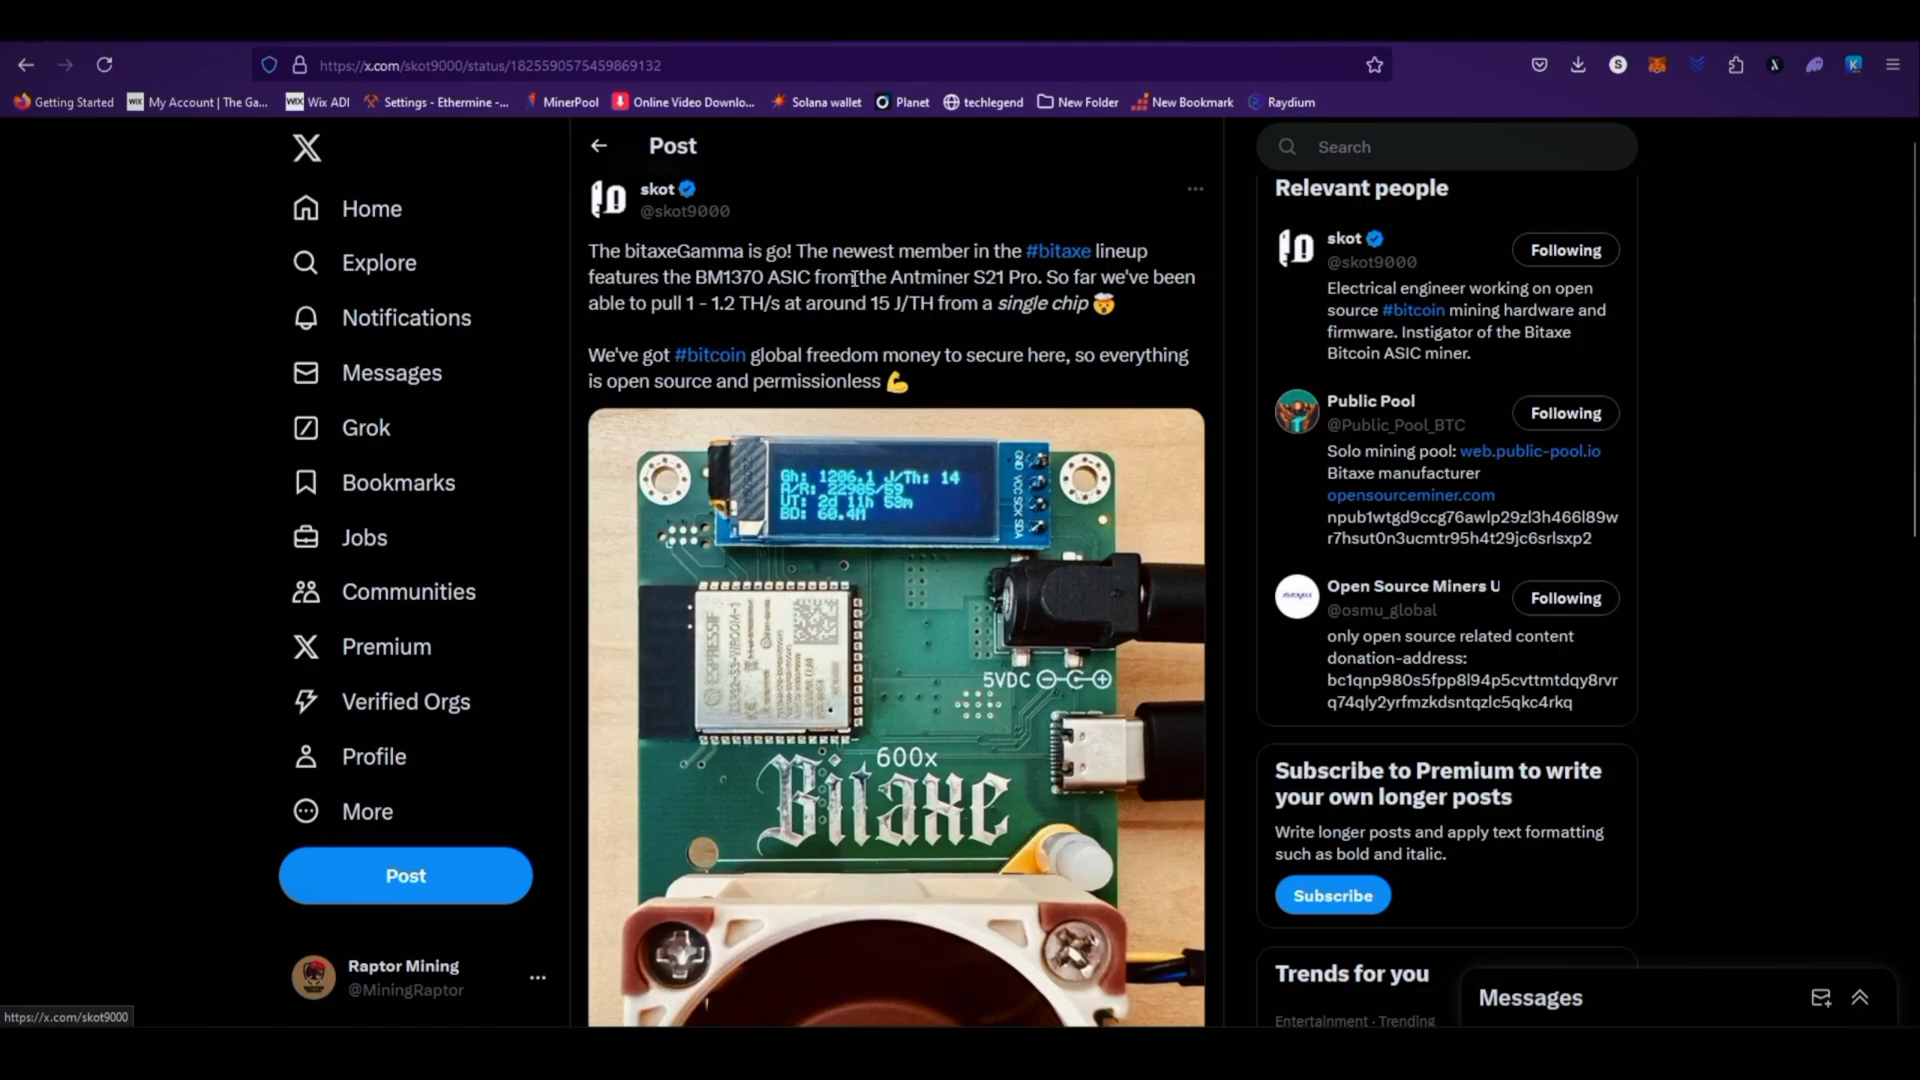 https://x.com/skot9000/status/1825590575459869132
Getting Started
My Account | The Ga...
Wix ADI
Settings - Ethermine -...
MinerPool
Online Video Downlo...
Solana wallet
Planet
techlegend
New Folder
New Bookmark
Raydium
Home
Explore
Notifications
Messages
Grok
Bookmarks
Jobs
Communities
Premium
Verified Orgs
Profile
More
Post
Raptor Mining
@MiningRaptor
https://x.com/skot9000
Post
skot
@skot9000
The bitaxeGamma is go! The newest member in the #bitaxe lineup
features the BM1370 ASIC from the Antminer S21 Pro. So far we've been
able to pull 1 - 1.2 TH/s at around 15 J/TH from a single chip 🤯
We've got #bitcoin global freedom money to secure here, so everything
is open source and permissionless 💪
Gh: 1206.1 J/Th: 14
A/R: 22985/59
UT: 2d 11h 58m
BD: 60.4M
GND
VCC
SCK
SDA
ESPRESSIF
5VDC
600x
Bitaxe
Search
Relevant people
skot
@skot9000
Following
Electrical engineer working on open
source #bitcoin mining hardware and
firmware. Instigator of the Bitaxe
Bitcoin ASIC miner.
Public Pool
@Public_Pool_BTC
Following
Solo mining pool: web.public-pool.io
Bitaxe manufacturer
opensourceminer.com
npub1wtgd9ccg76awlp29zl3h466l89w
r7hsut0n3ucmtr95h4t29jc6srlsxp2
Open Source Miners U
@osmu_global
Following
only open source related content
donation-address:
bc1qnp980s5fpp8l94p5cvttmtdqy8rvr
q74qly2yrfmzkdsntqzlc5qkc4rkq
Subscribe to Premium to write
your own longer posts
Write longer posts and apply text formatting
such as bold and italic.
Subscribe
Trends for you
Entertainment · Trending
Messages